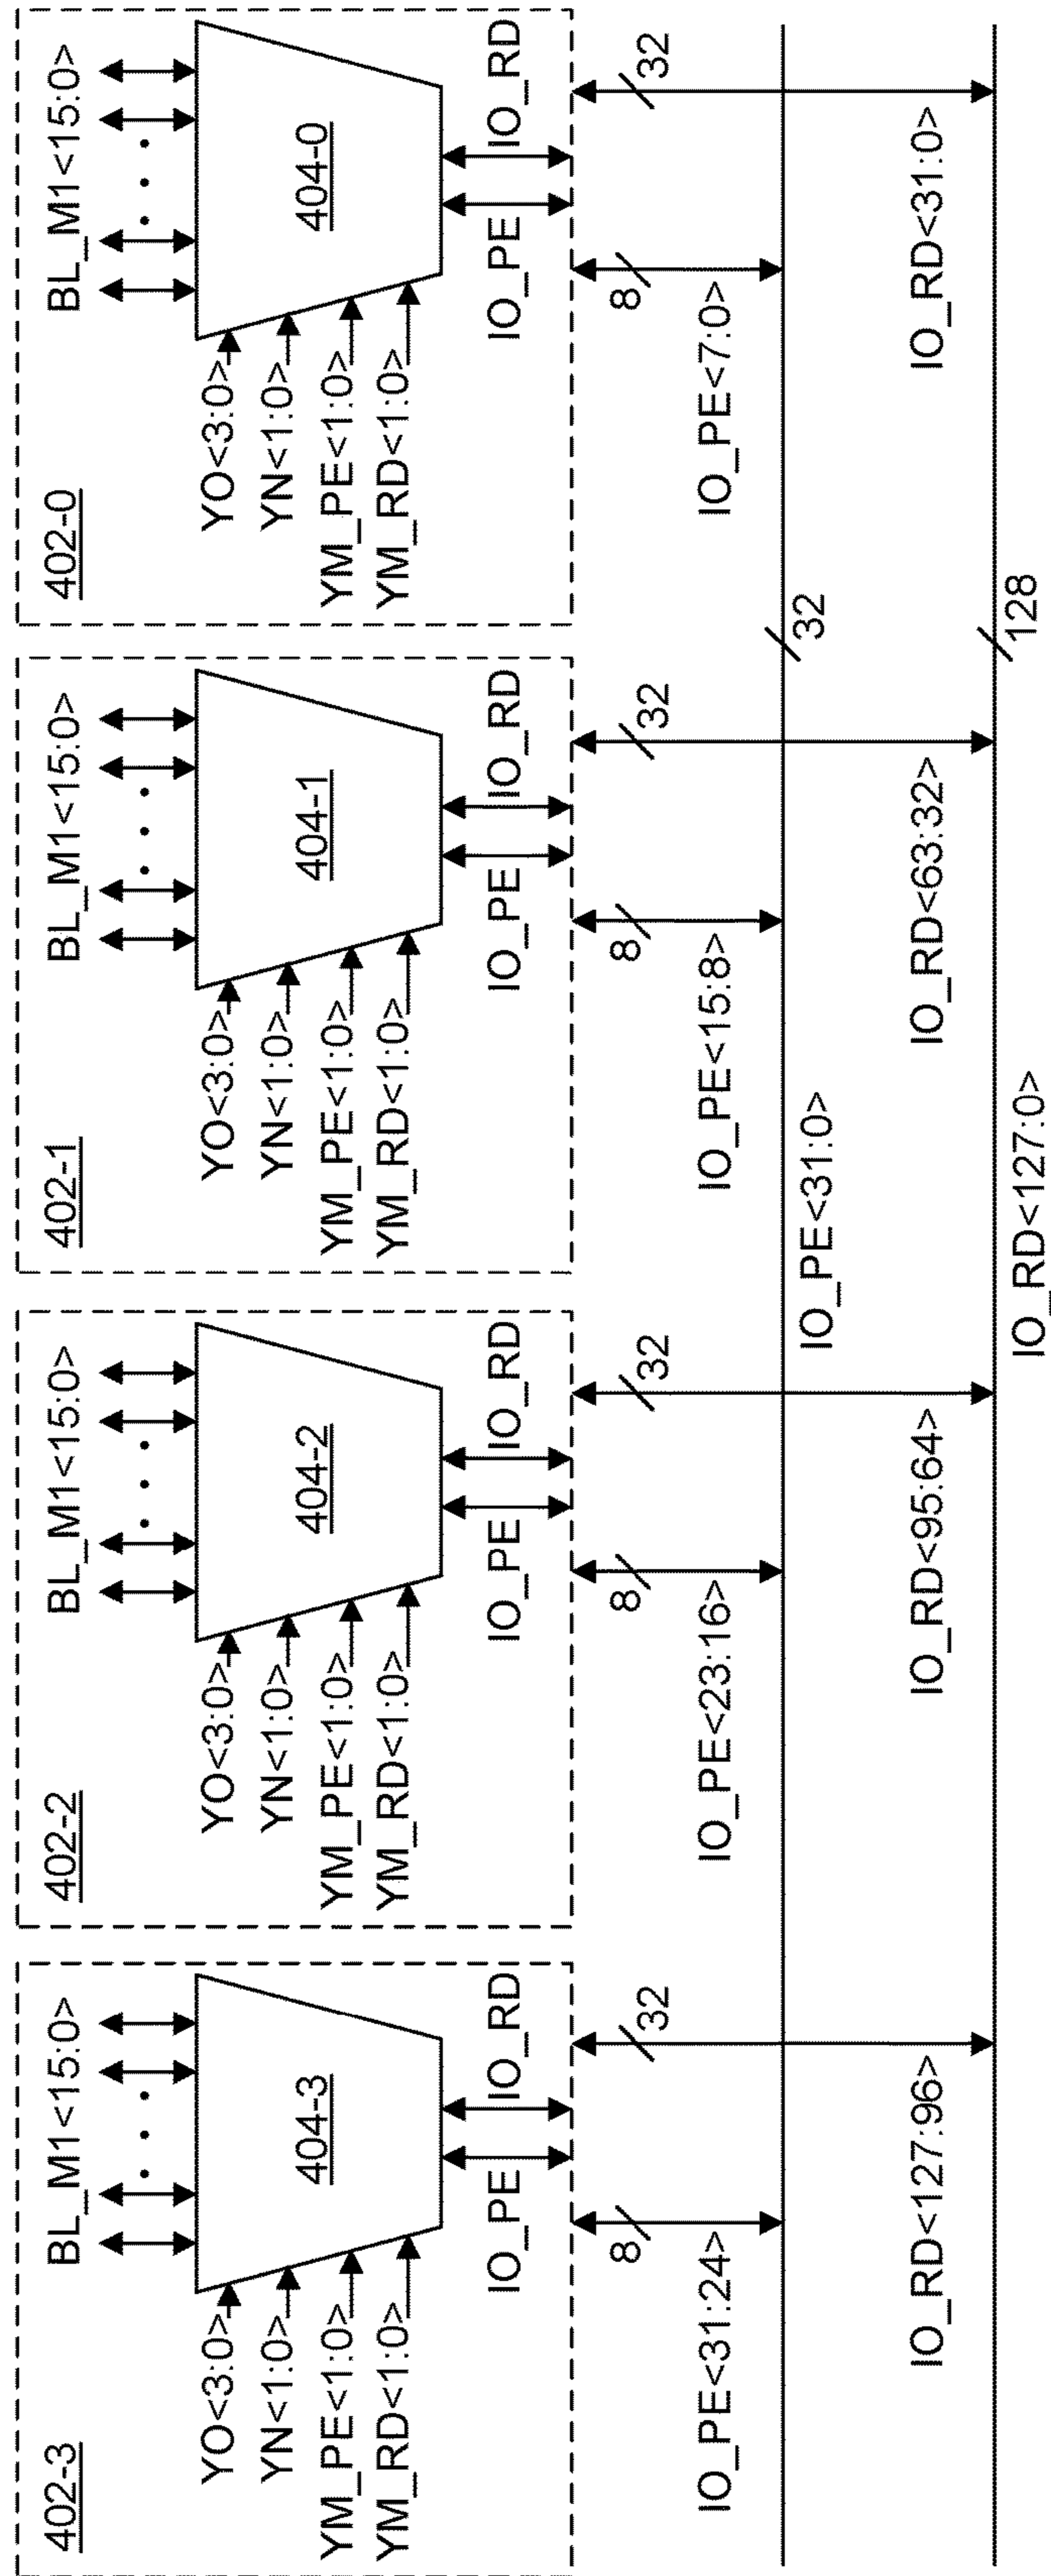 402-3
BL_M1<15:0>
YO<3:0>
YN<1:0>
YM_PE<1:0>
YM_RD<1:0>
404-3
IO_PE
IO_RD
8
32
IO_PE<31:24>
IO_RD<127:96>
402-2
BL_M1<15:0>
YO<3:0>
YN<1:0>
YM_PE<1:0>
YM_RD<1:0>
404-2
IO_PE
IO_RD
8
32
IO_PE<23:16>
IO_RD<95:64>
402-1
BL_M1<15:0>
YO<3:0>
YN<1:0>
YM_PE<1:0>
YM_RD<1:0>
404-1
IO_PE
IO_RD
8
32
IO_PE<15:8>
IO_RD<63:32>
402-0
BL_M1<15:0>
YO<3:0>
YN<1:0>
YM_PE<1:0>
YM_RD<1:0>
404-0
IO_PE
IO_RD
8
32
IO_PE<7:0>
IO_RD<31:0>
IO_PE<31:0>
32
IO_RD<127:0>
128